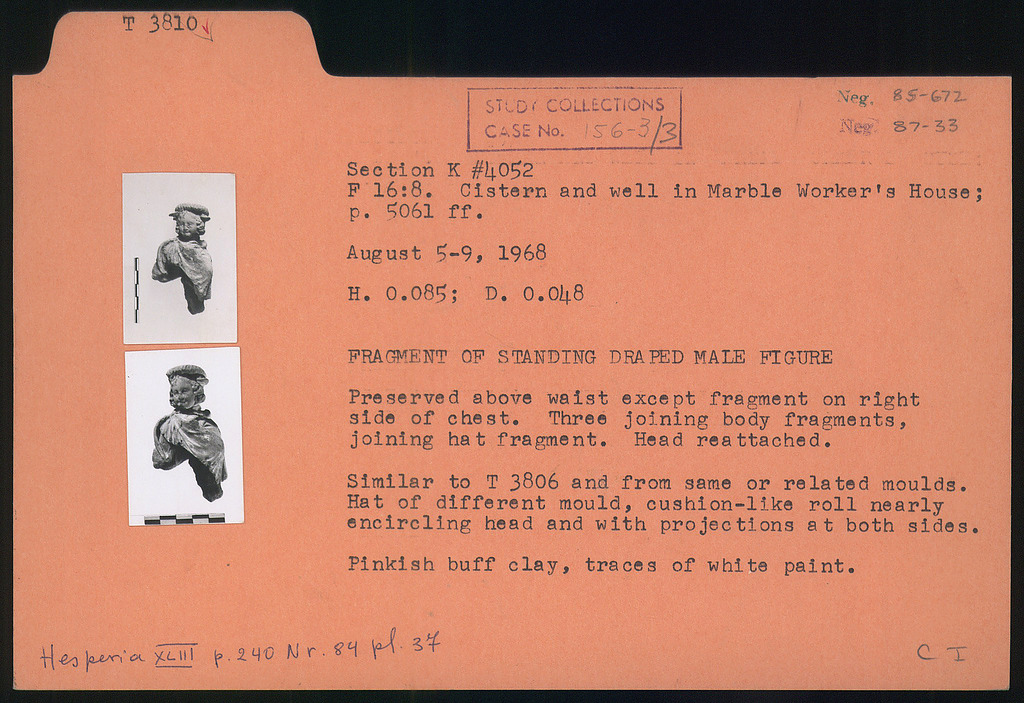 T 3810
Neg. 85-672
STUDY COLLECTIONS
Neg. 87-33
CASE No. 156-3/3
Section K #4052
F 16:8.  Cistern and well in Marble Worker's House;
p. 5061 ff.
August 5-9, 1968
H. 0.085;  D. 0.048
FRAGMENT OF STANDING DRAPED MALE FIGURE
Preserved above waist except fragment on right
side of chest.  Three joining body fragments,
joining hat fragment.  Head reattached.
Similar to T 3806 and from same or related moulds.
Hat of different mould, cushion-like roll nearly
encircling head and with projections at both sides.
Pinkish buff clay, traces of white paint.
Hesperia XLIII p. 240 Nr. 84 pl. 37
C I